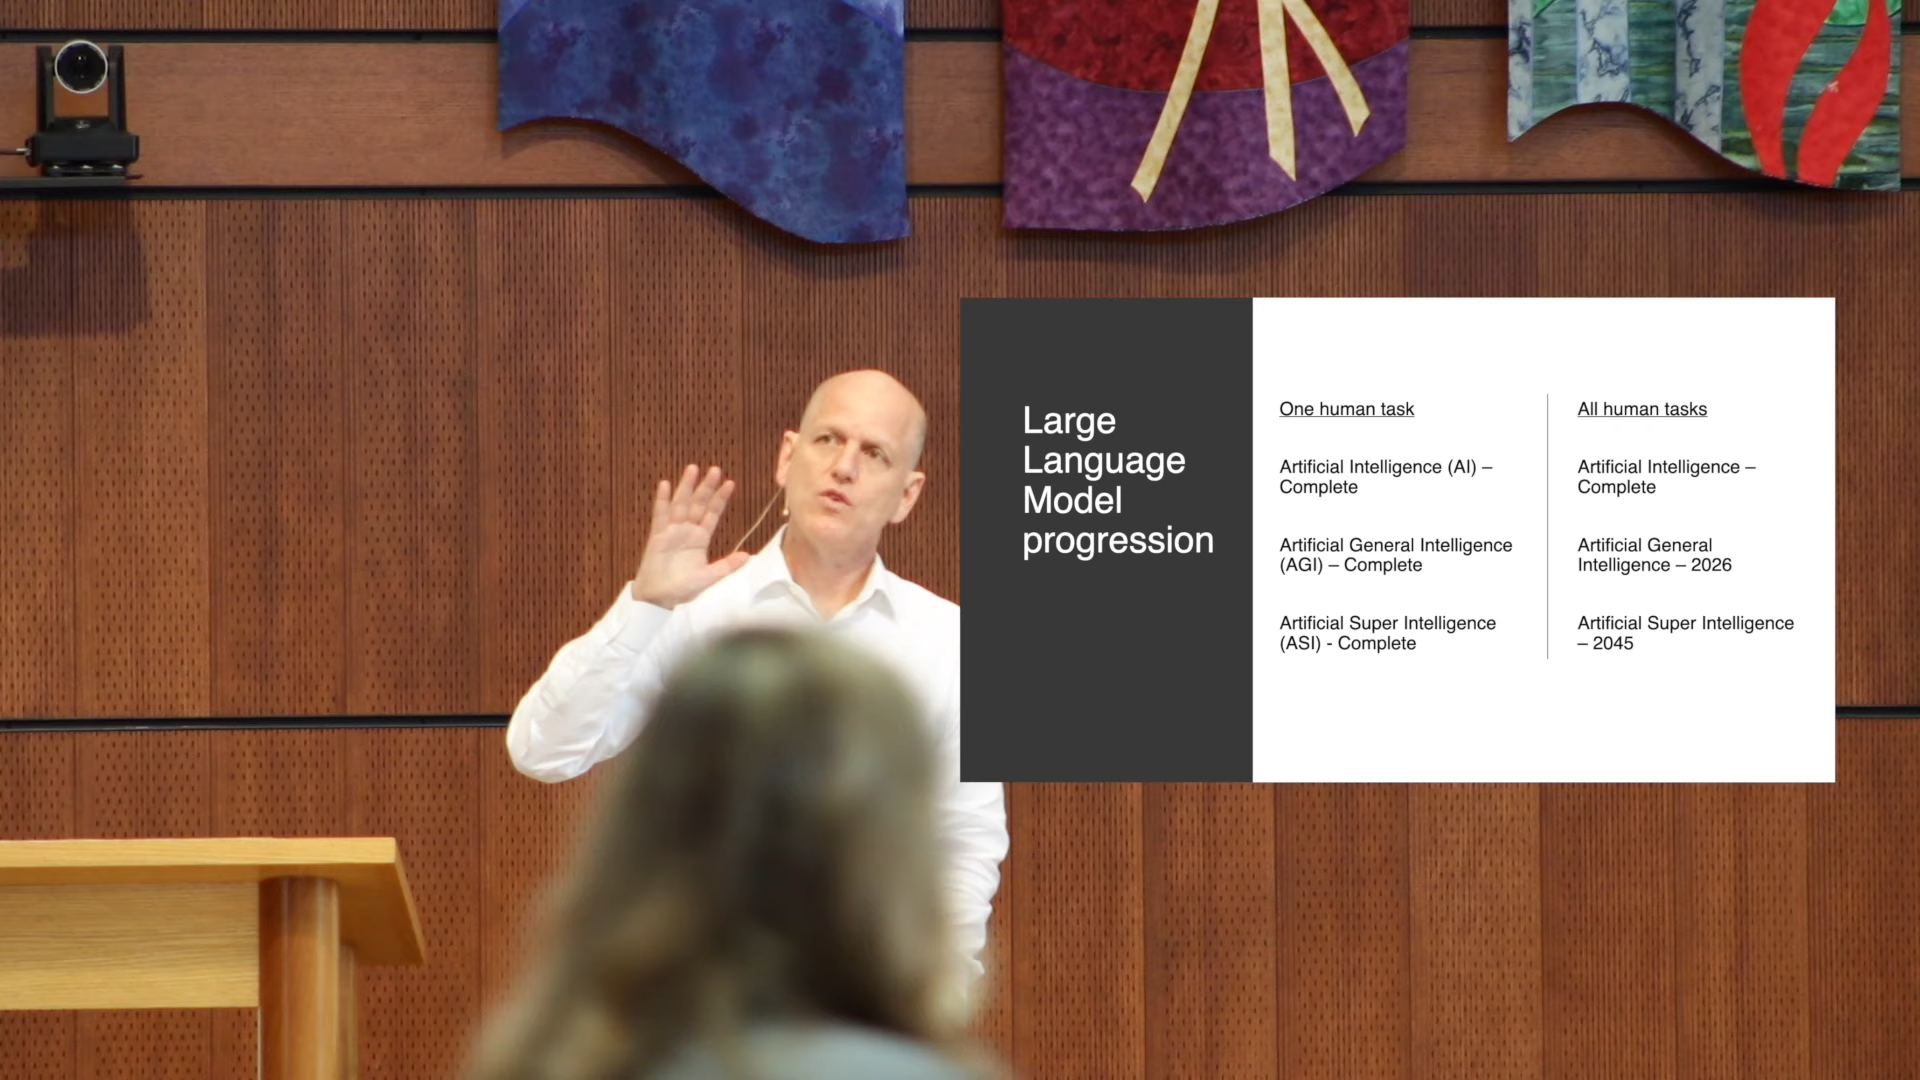 Large
Language
Model
progression
One human task
Artificial Intelligence (AI) –
Complete
Artificial General Intelligence
(AGI) – Complete
Artificial Super Intelligence
(ASI) - Complete
All human tasks
Artificial Intelligence –
Complete
Artificial General
Intelligence – 2026
Artificial Super Intelligence
– 2045